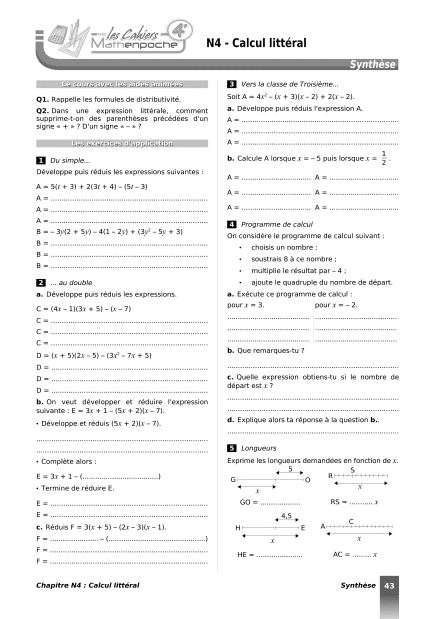 les Cahiers
Mathenpoche
4e
N4 - Calcul littéral
Synthèse
Le cours avec les aides animées
Q1. Rappelle les formules de distributivité.
Q2. Dans une expression littérale, comment
supprime-t-on des parenthèses précédées d'un
signe « + » ? D'un signe « – » ?
Les exercices d'application
1 Du simple...
Développe puis réduis les expressions suivantes :
A = 5(t + 3) + 2(3t + 4) – (5t – 3)
A = ............................................................
A = ............................................................
A = ............................................................
B = – 3y(2 + 5y) – 4(1 – 2y) + (3y² – 5y + 3)
B = ............................................................
B = ............................................................
B = ............................................................
2 ... au double
a. Développe puis réduis les expressions.
C = (4x – 1)(3x + 5) – (x – 7)
C = ............................................................
C = ............................................................
C = ............................................................
D = (x + 5)(2x – 5) – (3x² – 7x + 5)
D = ............................................................
D = ............................................................
D = ............................................................
b. On veut développer et réduire l'expression
suivante : E = 3x + 1 – (5x + 2)(x – 7).
• Développe et réduis (5x + 2)(x – 7).
............................................................
............................................................
• Complète alors :
E = 3x + 1 – (..............................)
• Termine de réduire E.
E = ............................................................
E = ............................................................
c. Réduis F = 3(x + 5) – (2x – 3)(x – 1).
F = ...................... – (......................................)
F = ............................................................
F = ............................................................
3 Vers la classe de Troisième...
Soit A = 4x² – (x + 3)(x – 2) + 2(x – 2).
a. Développe puis réduis l'expression A.
A = ............................................................
A = ............................................................
A = ............................................................
b. Calcule A lorsque x = – 5 puis lorsque x = 1/2 .
A = .............................. A = ..............................
A = .............................. A = ..............................
A = .............................. A = ..............................
4 Programme de calcul
On considère le programme de calcul suivant :
• choisis un nombre ;
• soustrais 8 à ce nombre ;
• multiplie le résultat par – 4 ;
• ajoute le quadruple du nombre de départ.
a. Exécute ce programme de calcul :
pour x = 3. pour x = – 2.
.............................. ..............................
.............................. ..............................
.............................. ..............................
b. Que remarques-tu ?
............................................................
c. Quelle expression obtiens-tu si le nombre de
départ est x ?
............................................................
............................................................
d. Explique alors ta réponse à la question b..
............................................................
5 Longueurs
Exprime les longueurs demandées en fonction de x.
5
G O
x
GO = ..................
S
R
x
RS = .......... x
4,5
H E
x
HE = .....................
C
A
x
AC = ........ x
Chapitre N4 : Calcul littéral
Synthèse 43